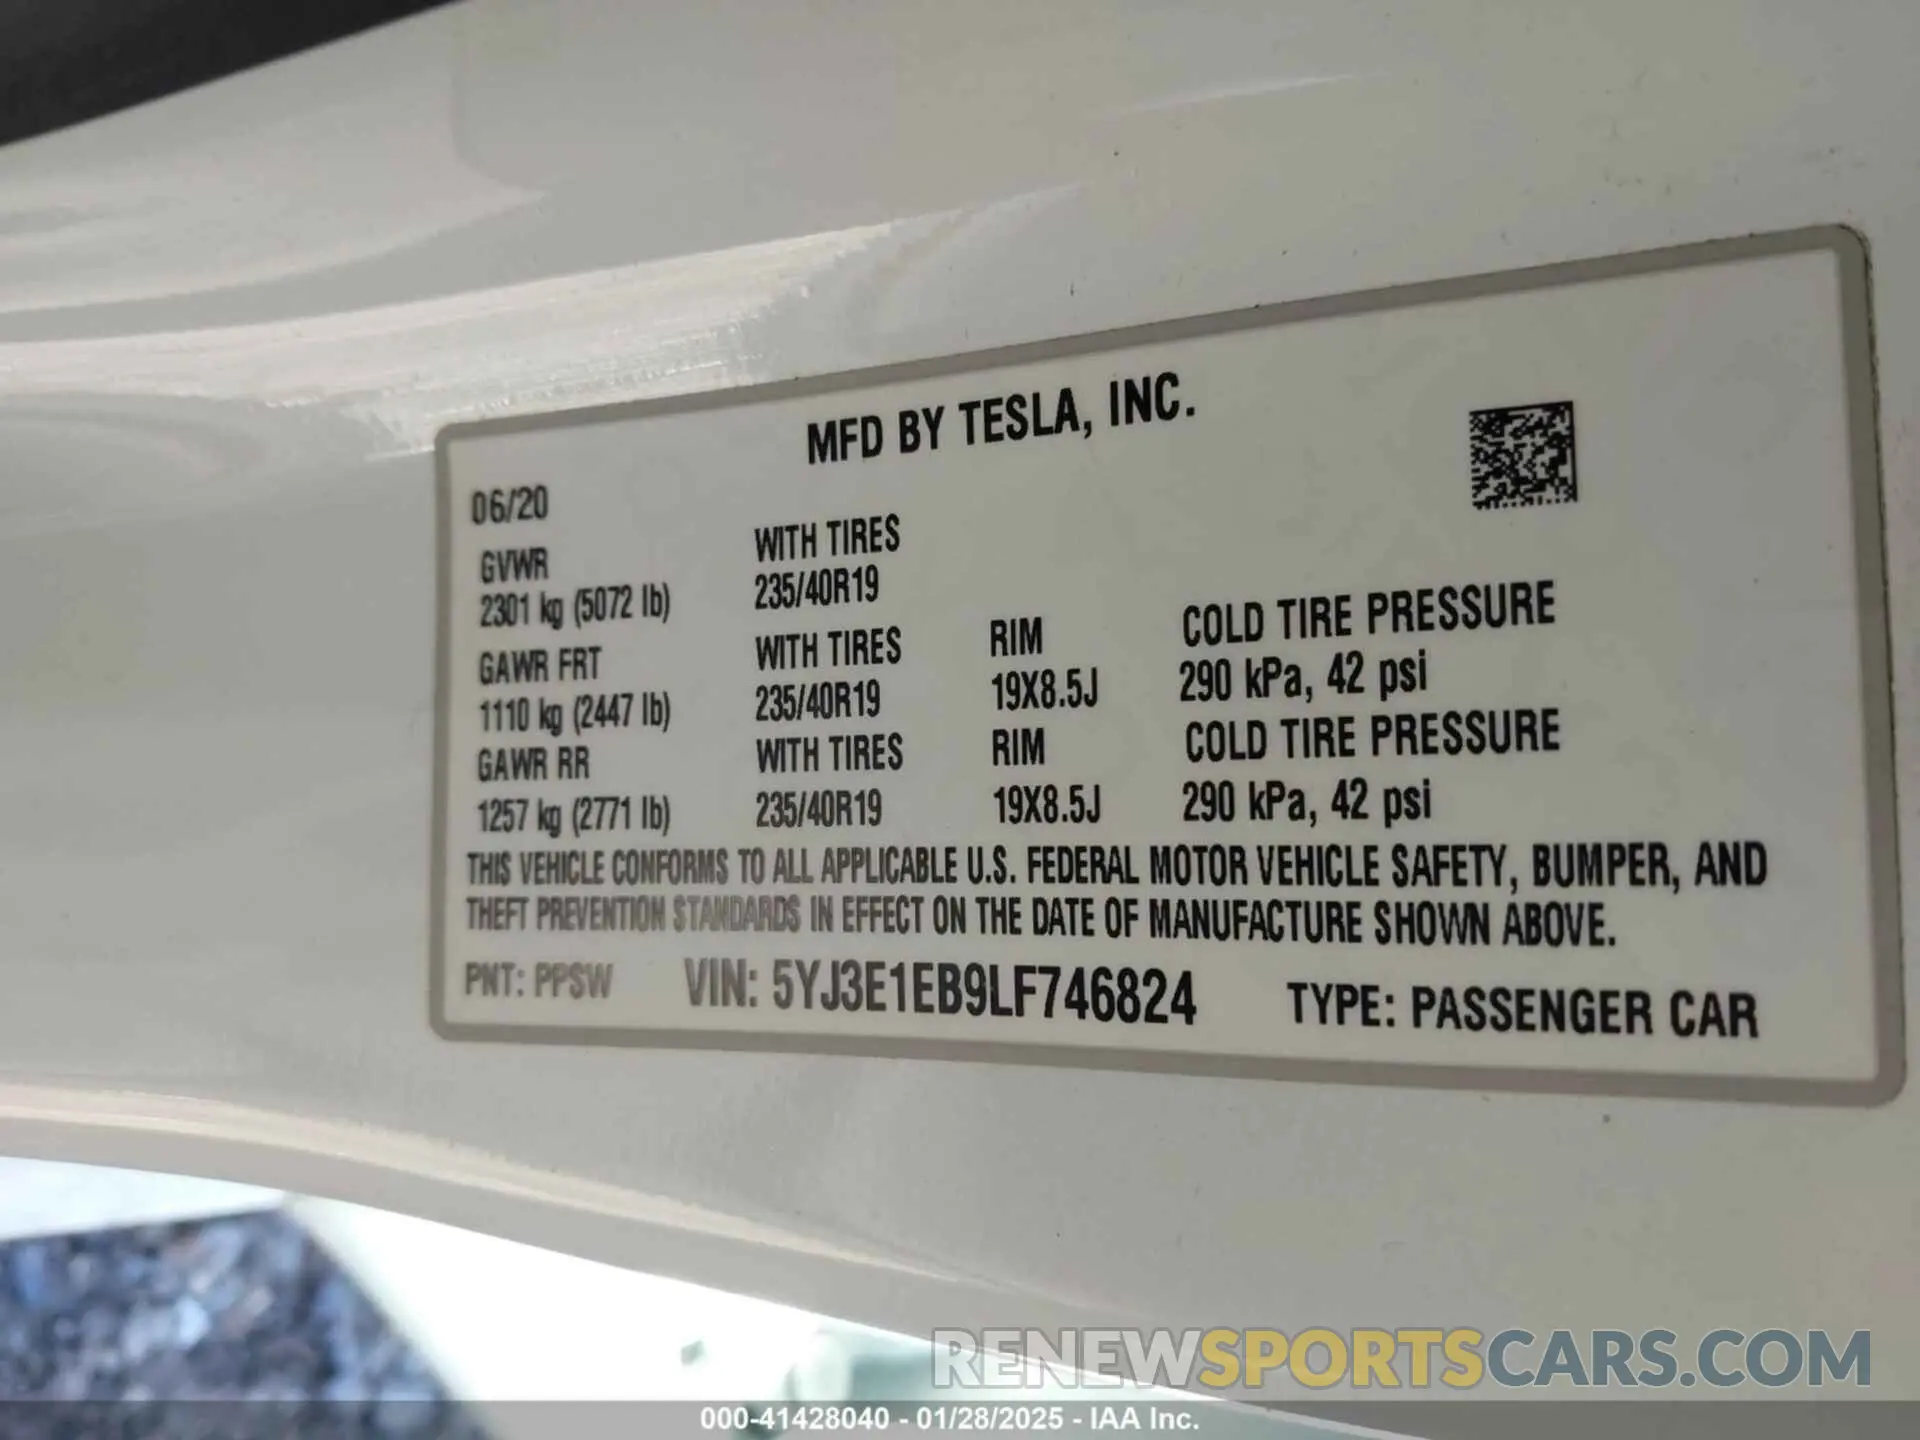 MFD BY TESLA, INC.
06/20
GVWR
2301 kg (5072 lb)
WITH TIRES
235/40R19
GAWR FRT
1110 kg (2447 lb)
WITH TIRES
235/40R19
RIM
19X8.5J
COLD TIRE PRESSURE
290 kPa, 42 psi
GAWR RR
1257 kg (2771 lb)
WITH TIRES
235/40R19
RIM
19X8.5J
COLD TIRE PRESSURE
290 kPa, 42 psi
THIS VEHICLE CONFORMS TO ALL APPLICABLE U.S. FEDERAL MOTOR VEHICLE SAFETY, BUMPER, AND
THEFT PREVENTION STANDARDS IN EFFECT ON THE DATE OF MANUFACTURE SHOWN ABOVE.
PNT: PPSW VIN: 5YJ3E1EB9LF746824 TYPE: PASSENGER CAR
RENEWSPORTSCARS.COM
000-41428040 - 01/28/2025 - IAA Inc.